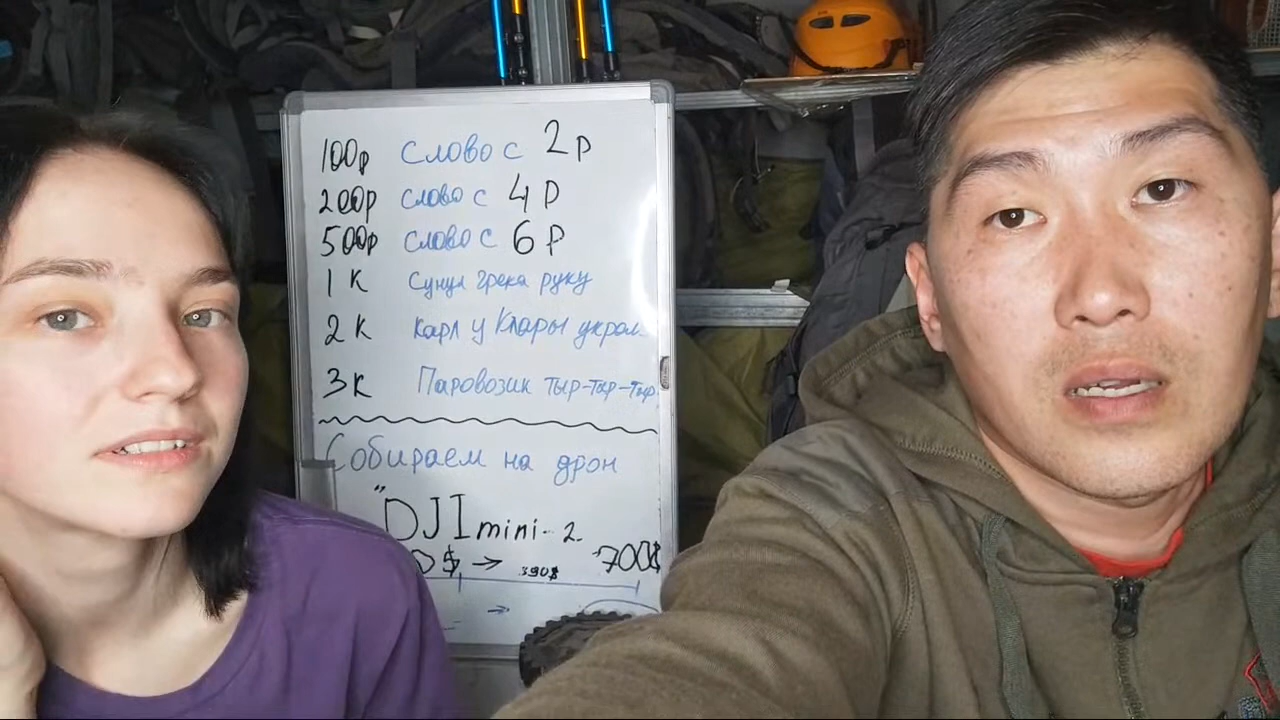 100р слово с 2 Р
200р слово с 4 Р
500р слово с 6 Р
1 К Сунул грека руку
2 К Карл у Клары украл
3 К Паровозик тыр-тыр-тыр
Собираем на дрон
"DJI mini-2
0$ → 390$ 700$